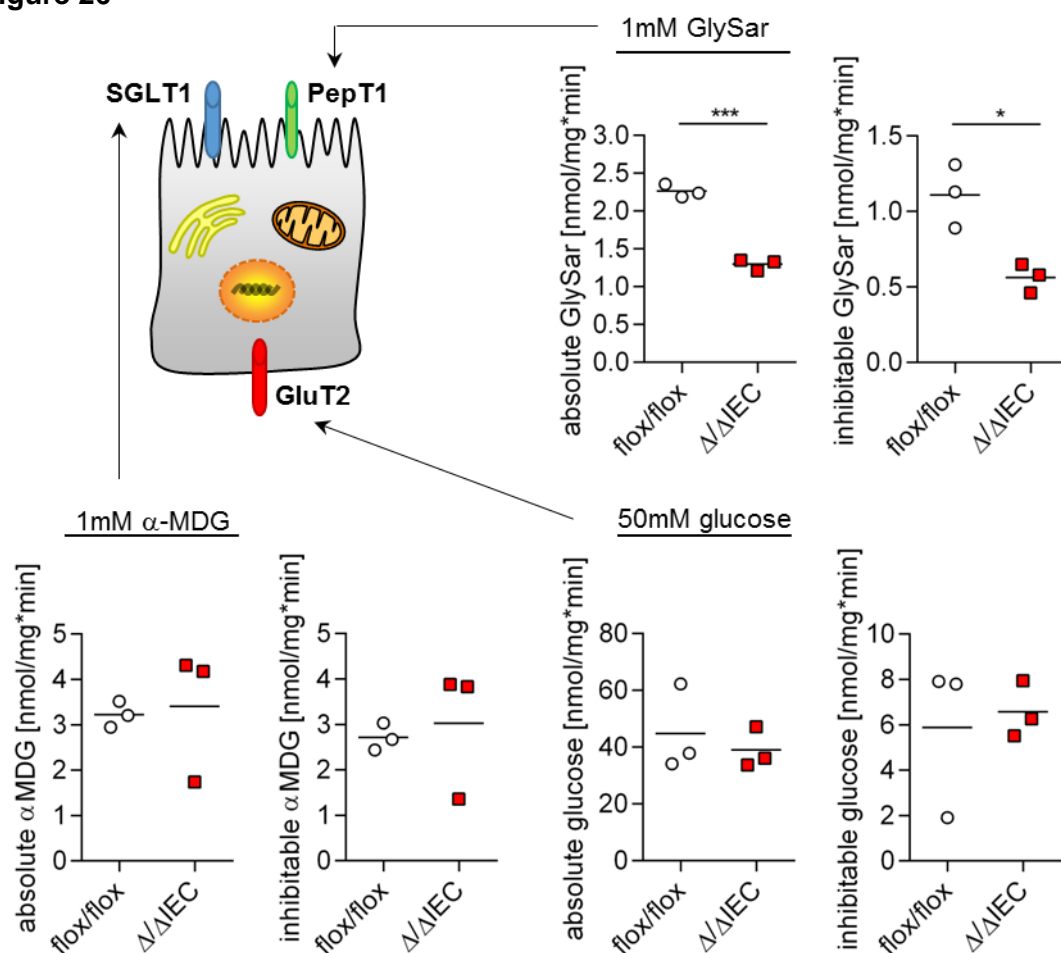 1mM GlySar
SGLT1
PepT1
GluT2
absolute GlySar [nmol/mg*min]
3.0
2.5
2.0
1.5
1.0
0.5
0.0
***
flox/flox
Δ/ΔIEC
inhibitable GlySar [nmol/mg*min]
1.5
1.0
0.5
0.0
*
flox/flox
Δ/ΔIEC
1mM α-MDG
absolute αMDG [nmol/mg*min]
5
4
3
2
1
0
flox/flox
Δ/ΔIEC
inhibitable αMDG [nmol/mg*min]
5
4
3
2
1
0
flox/flox
Δ/ΔIEC
50mM glucose
absolute glucose [nmol/mg*min]
80
60
40
20
0
flox/flox
Δ/ΔIEC
inhibitable glucose [nmol/mg*min]
10
8
6
4
2
0
flox/flox
Δ/ΔIEC